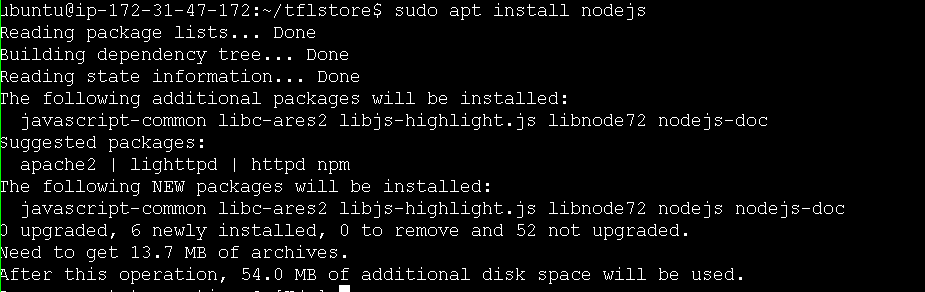 ubuntu@ip-172-31-47-172:~/tflstore$ sudo apt install nodejs
Reading package lists... Done
Building dependency tree... Done
Reading state information... Done
The following additional packages will be installed:
  javascript-common libc-ares2 libjs-highlight.js libnode72 nodejs-doc
Suggested packages:
  apache2 | lighttpd | httpd npm
The following NEW packages will be installed:
  javascript-common libc-ares2 libjs-highlight.js libnode72 nodejs nodejs-doc
0 upgraded, 6 newly installed, 0 to remove and 52 not upgraded.
Need to get 13.7 MB of archives.
After this operation, 54.0 MB of additional disk space will be used.